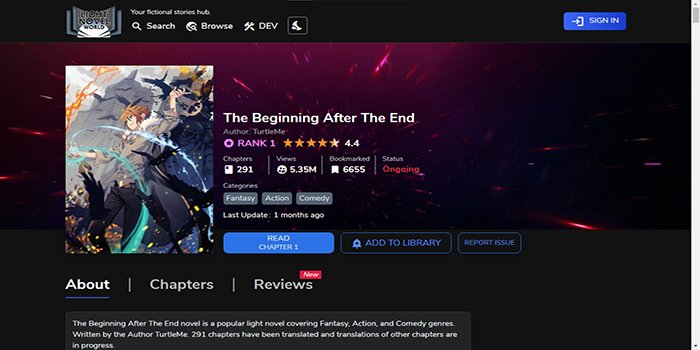 LIGHT NOVEL WORLD
Your fictional stories hub.
Search Browse DEV
SIGN IN
The Beginning After The End
Author: TurtleMe
RANK 1 4.4
Chapters Views Bookmarked Status
291 5.35M 6655 Ongoing
Categories
Fantasy Action Comedy
Last Update: 1 months ago
READ
CHAPTER 1
ADD TO LIBRARY
REPORT ISSUE
New
About | Chapters | Reviews
The Beginning After The End novel is a popular light novel covering Fantasy, Action, and Comedy genres.
Written by the Author TurtleMe. 291 chapters have been translated and translations of other chapters are
in progress.